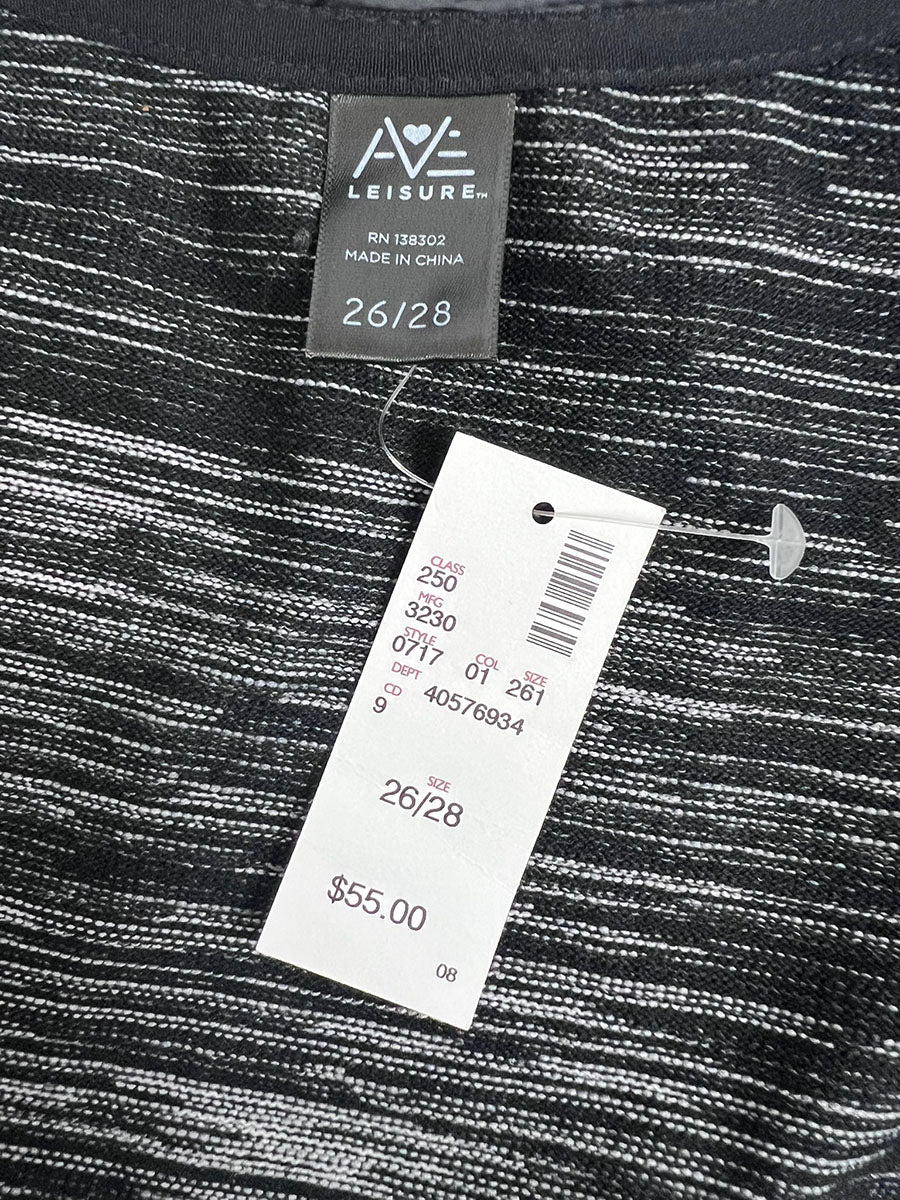 AVE
LEISURE™
RN 138302
MADE IN CHINA
26/28
CLASS
250
MFG
3230
STYLE COL SIZE
0717 01 261
DEPT 40576934
CD
9
SIZE
26/28
$55.00
08